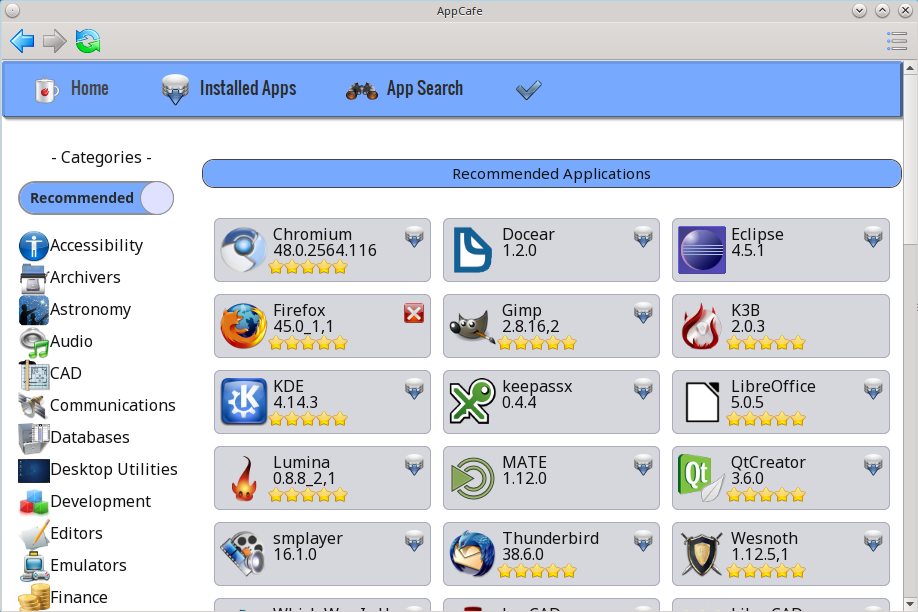 AppCafe
Home
Installed Apps
App Search
- Categories -
Recommended
Accessibility
Archivers
Astronomy
Audio
CAD
Communications
Databases
Desktop Utilities
Development
Editors
Emulators
Finance
Recommended Applications
Chromium
48.0.2564.116
Docear
1.2.0
Eclipse
4.5.1
Firefox
45.0_1,1
Gimp
2.8.16,2
K3B
2.0.3
KDE
4.14.3
keepassx
0.4.4
LibreOffice
5.0.5
Lumina
0.8.8_2,1
MATE
1.12.0
Qt
QtCreator
3.6.0
smplayer
16.1.0
Thunderbird
38.6.0
Wesnoth
1.12.5,1